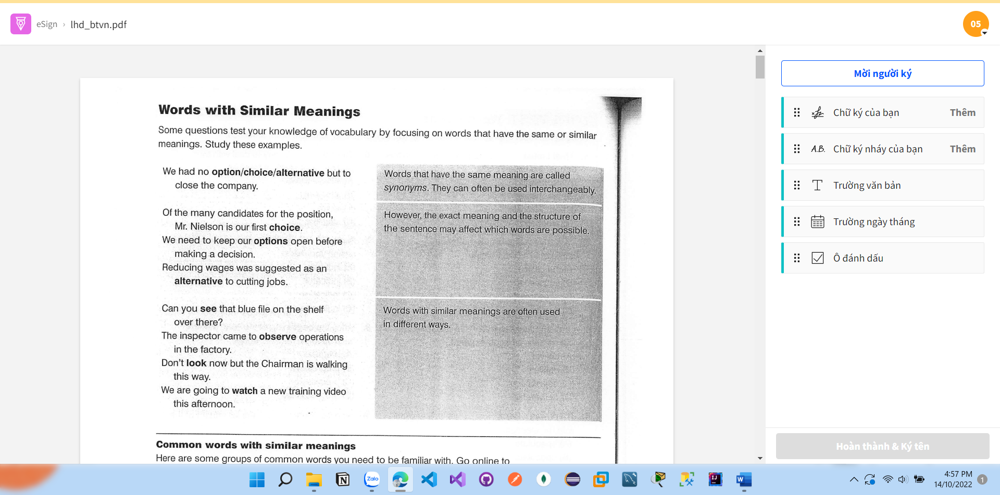 eSign › lhd_btvn.pdf
05
Words with Similar Meanings
Some questions test your knowledge of vocabulary by focusing on words that have the same or similar
meanings. Study these examples.
We had no option/choice/alternative but to
close the company.
Words that have the same meaning are called
synonyms. They can often be used interchangeably.
Of the many candidates for the position,
Mr. Nielson is our first choice.
We need to keep our options open before
making a decision.
Reducing wages was suggested as an
alternative to cutting jobs.
However, the exact meaning and the structure of
the sentence may affect which words are possible.
Can you see that blue file on the shelf
over there?
The inspector came to observe operations
in the factory.
Don't look now but the Chairman is walking
this way.
We are going to watch a new training video
this afternoon.
Words with similar meanings are often used
in different ways.
Common words with similar meanings
Here are some groups of common words you need to be familiar with. Go online to
Mời người ký
Chữ ký của bạn Thêm
A.B. Chữ ký nháy của bạn Thêm
Trường văn bản
Trường ngày tháng
Ô đánh dấu
Hoàn thành & Ký tên
Zalo
IJ
W
4:57 PM
14/10/2022
1